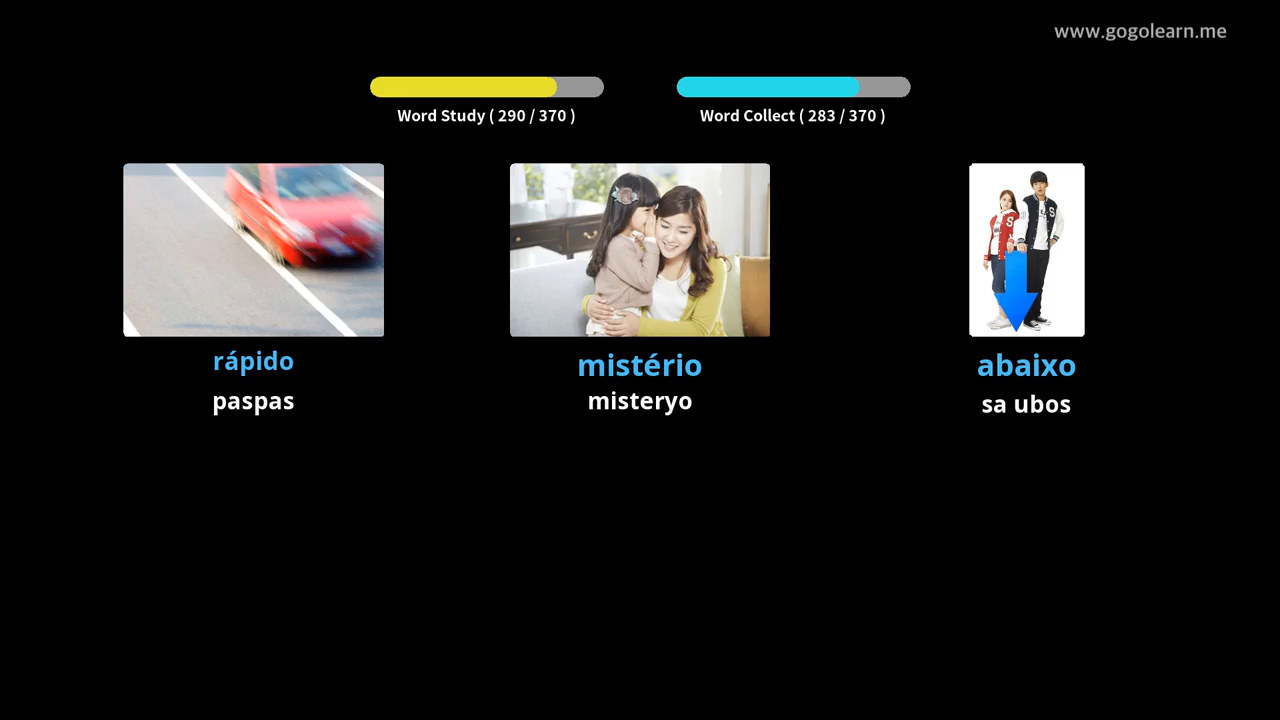 www.gogolearn.me
Word Study ( 290 / 370 )
Word Collect ( 283 / 370 )
rápido
paspas
mistério
misteryo
abaixo
sa ubos